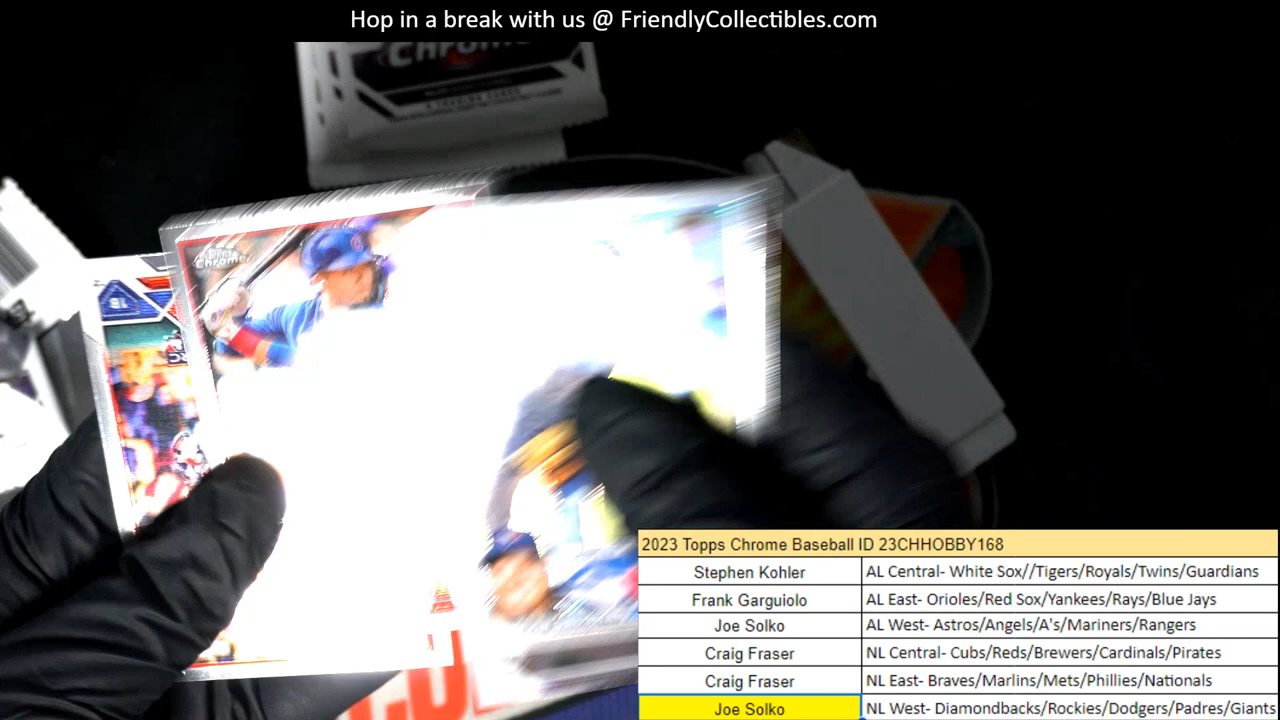 Hop in a break with us @ FriendlyCollectibles.com
CHROME
Chrome
RC
2023 Topps Chrome Baseball ID 23CHHOBBY168
Stephen Kohler AL Central- White Sox//Tigers/Royals/Twins/Guardians
Frank Garguiolo AL East- Orioles/Red Sox/Yankees/Rays/Blue Jays
Joe Solko AL West- Astros/Angels/A's/Mariners/Rangers
Craig Fraser NL Central- Cubs/Reds/Brewers/Cardinals/Pirates
Craig Fraser NL East- Braves/Marlins/Mets/Phillies/Nationals
Joe Solko NL West- Diamondbacks/Rockies/Dodgers/Padres/Giants